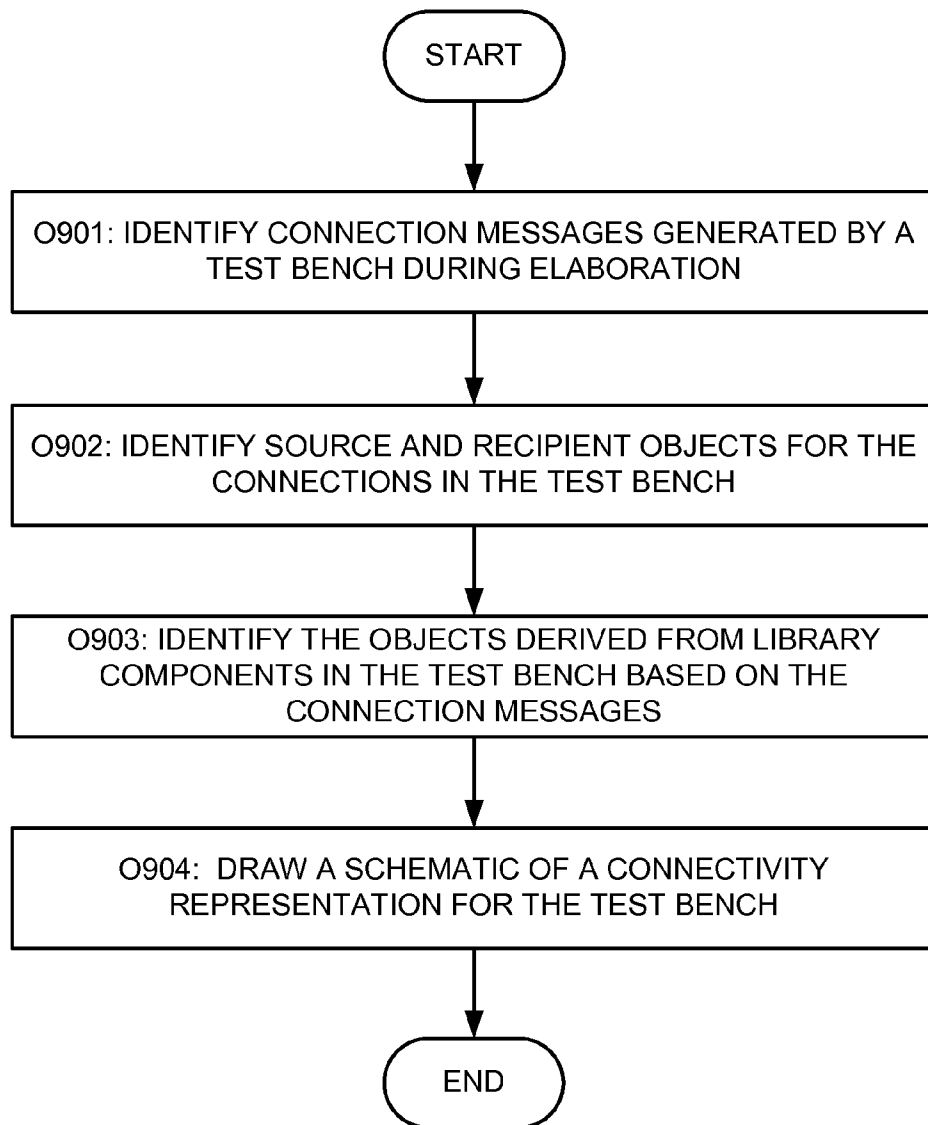 START
O901: IDENTIFY CONNECTION MESSAGES GENERATED BY A
TEST BENCH DURING ELABORATION
O902: IDENTIFY SOURCE AND RECIPIENT OBJECTS FOR THE
CONNECTIONS IN THE TEST BENCH
O903: IDENTIFY THE OBJECTS DERIVED FROM LIBRARY
COMPONENTS IN THE TEST BENCH BASED ON THE
CONNECTION MESSAGES
O904: DRAW A SCHEMATIC OF A CONNECTIVITY
REPRESENTATION FOR THE TEST BENCH
END